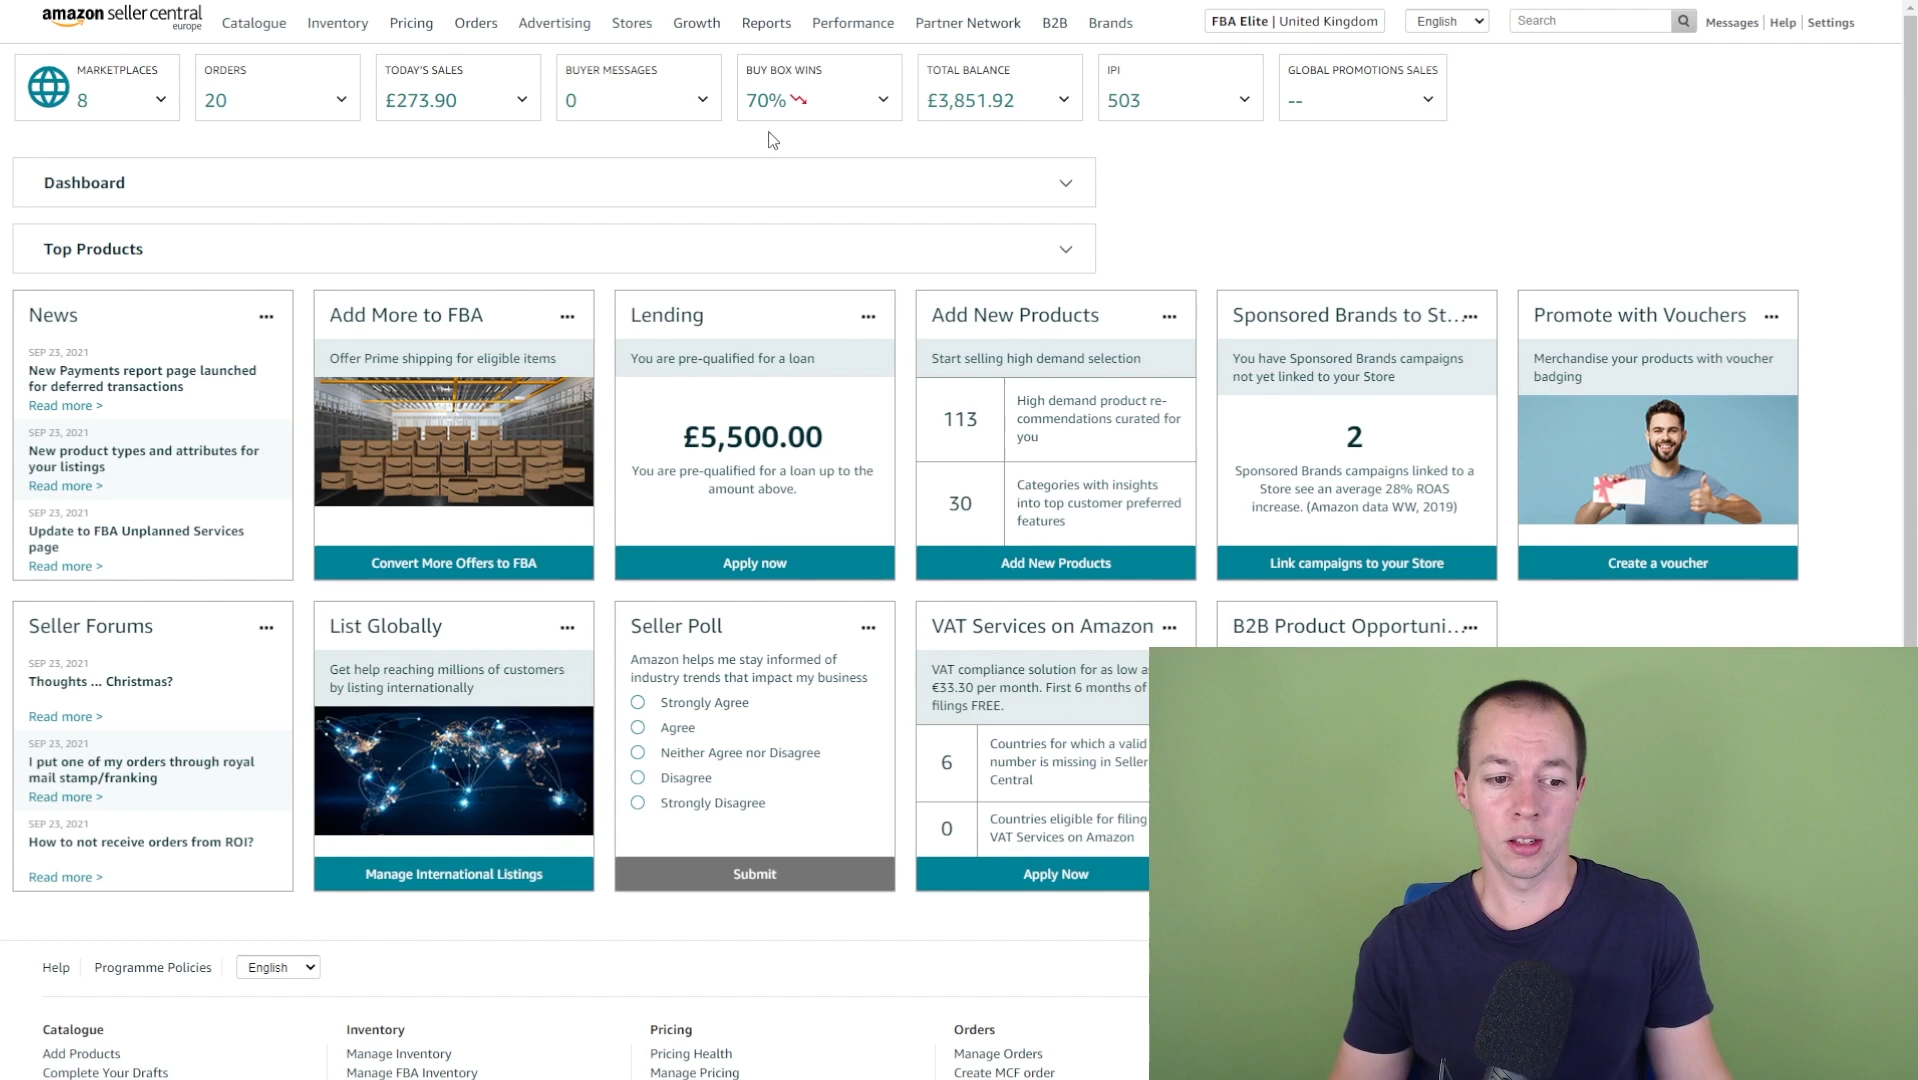 amazon seller central
europe
Catalogue
Inventory
Pricing
Orders
Advertising
Stores
Growth
Reports
Performance
Partner Network
B2B
Brands
FBA Elite | United Kingdom
English
Search
Messages
Help
Settings
MARKETPLACES
8
ORDERS
20
TODAY'S SALES
£273.90
BUYER MESSAGES
0
BUY BOX WINS
70%
TOTAL BALANCE
£3,851.92
IPI
503
GLOBAL PROMOTIONS SALES
--
Dashboard
Top Products
News
SEP 23, 2021
New Payments report page launched
for deferred transactions
Read more >
SEP 23, 2021
New product types and attributes for
your listings
Read more >
SEP 23, 2021
Update to FBA Unplanned Services
page
Read more >
Add More to FBA
Offer Prime shipping for eligible items
Convert More Offers to FBA
Lending
You are pre-qualified for a loan
£5,500.00
You are pre-qualified for a loan up to the
amount above.
Apply now
Add New Products
Start selling high demand selection
113
High demand product re-
commendations curated for
you
30
Categories with insights
into top customer preferred
features
Add New Products
Sponsored Brands to St...
You have Sponsored Brands campaigns
not yet linked to your Store
2
Sponsored Brands campaigns linked to a
Store see an average 28% ROAS
increase. (Amazon data WW, 2019)
Link campaigns to your Store
Promote with Vouchers
Merchandise your products with voucher
badging
Create a voucher
Seller Forums
SEP 23, 2021
Thoughts ... Christmas?
Read more >
SEP 23, 2021
I put one of my orders through royal
mail stamp/franking
Read more >
SEP 23, 2021
How to not receive orders from ROI?
Read more >
List Globally
Get help reaching millions of customers
by listing internationally
Manage International Listings
Seller Poll
Amazon helps me stay informed of
industry trends that impact my business
Strongly Agree
Agree
Neither Agree nor Disagree
Disagree
Strongly Disagree
Submit
VAT Services on Amazon
VAT compliance solution for as low as
€33.30 per month. First 6 months of
filings FREE.
6
Countries for which a valid
number is missing in Seller
Central
0
Countries eligible for filing
VAT Services on Amazon
Apply Now
B2B Product Opportuni...
Help
Programme Policies
English
Catalogue
Add Products
Complete Your Drafts
Inventory
Manage Inventory
Manage FBA Inventory
Pricing
Pricing Health
Manage Pricing
Orders
Manage Orders
Create MCF order